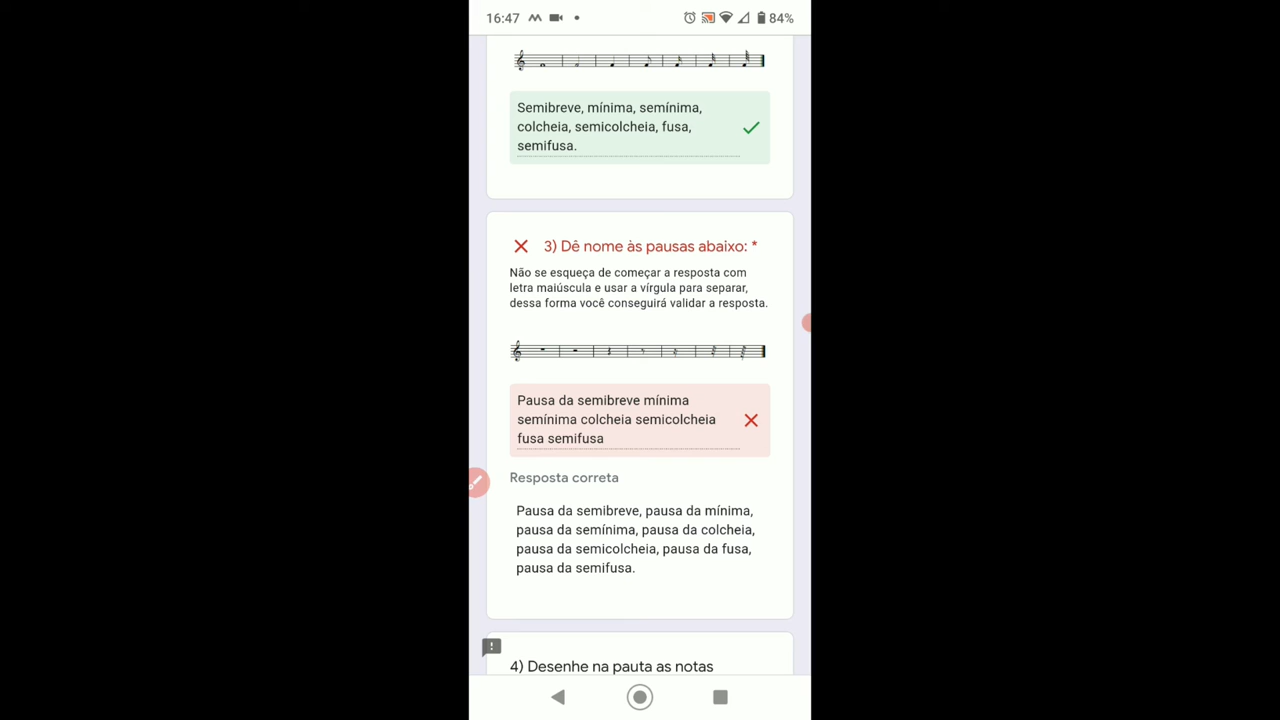 16:47
84%
Semibreve, mínima, semínima,
colcheia, semicolcheia, fusa,
semifusa.
3) Dê nome às pausas abaixo: *
Não se esqueça de começar a resposta com
letra maiúscula e usar a vírgula para separar,
dessa forma você conseguirá validar a resposta.
Pausa da semibreve mínima
semínima colcheia semicolcheia
fusa semifusa
Resposta correta
Pausa da semibreve, pausa da mínima,
pausa da semínima, pausa da colcheia,
pausa da semicolcheia, pausa da fusa,
pausa da semifusa.
4) Desenhe na pauta as notas